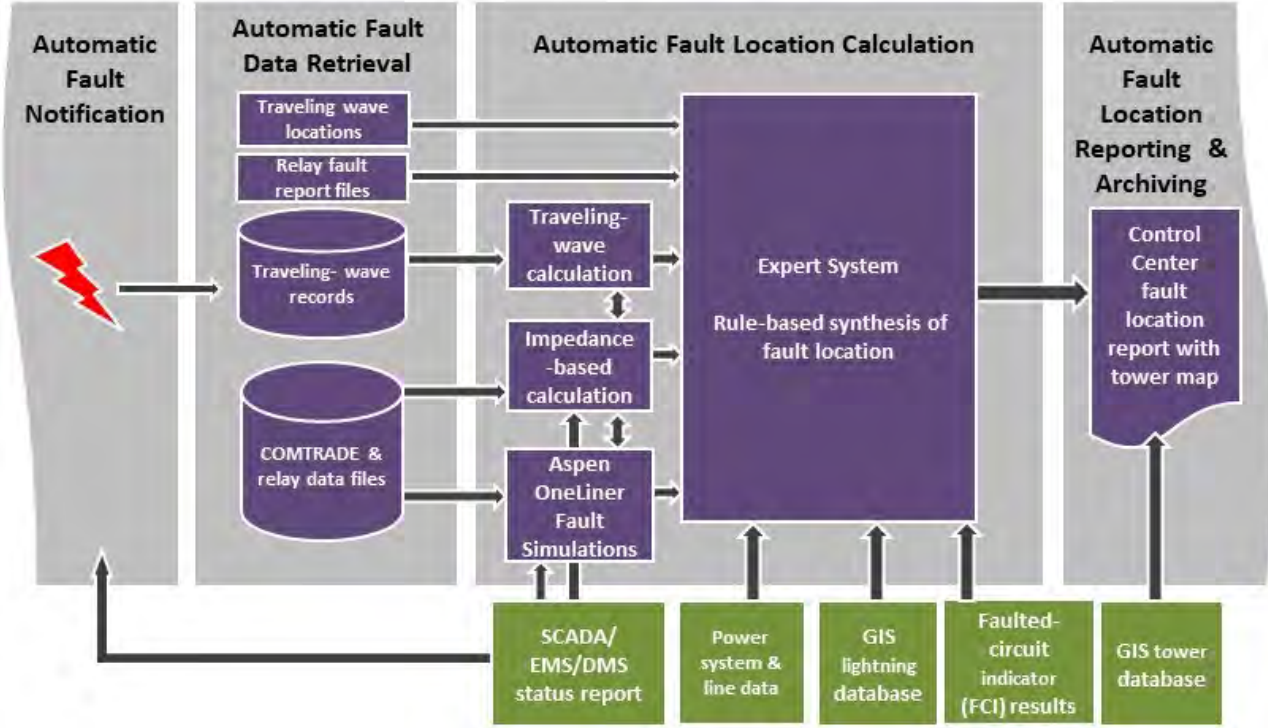 Automatic
Fault
Notification
Automatic Fault
Data Retrieval
Traveling wave
locations
Relay fault
report files
Traveling- wave
records
COMTRADE &
relay data files
Automatic Fault Location Calculation
Traveling-
wave
calculation
Impedance
-based
calculation
Aspen
OneLiner
Fault
Simulations
Expert System
Rule-based synthesis of
fault location
Automatic
Fault
Location
Reporting &
Archiving
Control
Center
fault
location
report with
tower map
SCADA/
EMS/DMS
status report
Power
system &
line data
GIS
lightning
database
Faulted-
circuit
indicator
(FCI) results
GIS tower
database